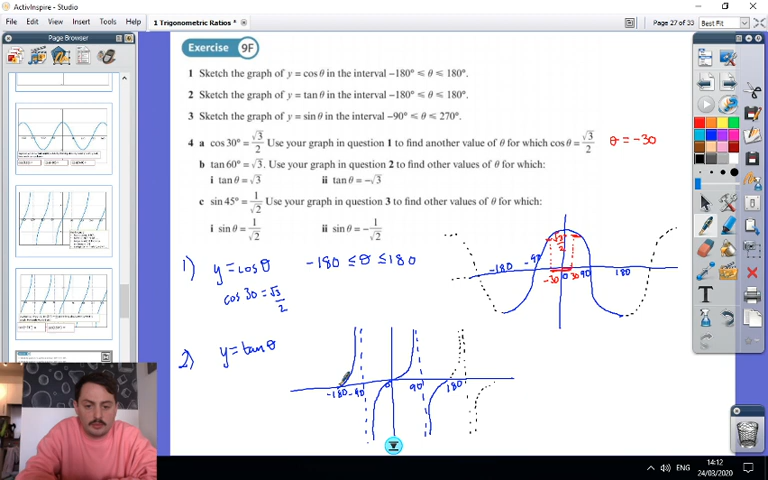 ActivInspire - Studio
File Edit View Insert Tools Help
1 Trigonometric Ratios *
Page 27 of 33
Best Fit
Page Browser
Exercise 9F
1 Sketch the graph of y = cos θ in the interval −180° ⩽ θ ⩽ 180°.
2 Sketch the graph of y = tan θ in the interval −180° ⩽ θ ⩽ 180°.
3 Sketch the graph of y = sin θ in the interval −90° ⩽ θ ⩽ 270°.
4 a cos 30° = √3/2 Use your graph in question 1 to find another value of θ for which cos θ = √3/2
θ = −30
b tan 60° = √3. Use your graph in question 2 to find other values of θ for which:
i tan θ = √3 ii tan θ = −√3
c sin 45° = 1/√2 Use your graph in question 3 to find other values of θ for which:
i sin θ = 1/√2 ii sin θ = −1/√2
1) y = cos θ −180 ≤ θ ≤ 180
cos 30 = √3/2
√3/2
−180 −90 −30 0 30 90 180
2) y = tan θ
−180 −90 0 90 180
T
ENG
14:12
24/03/2020